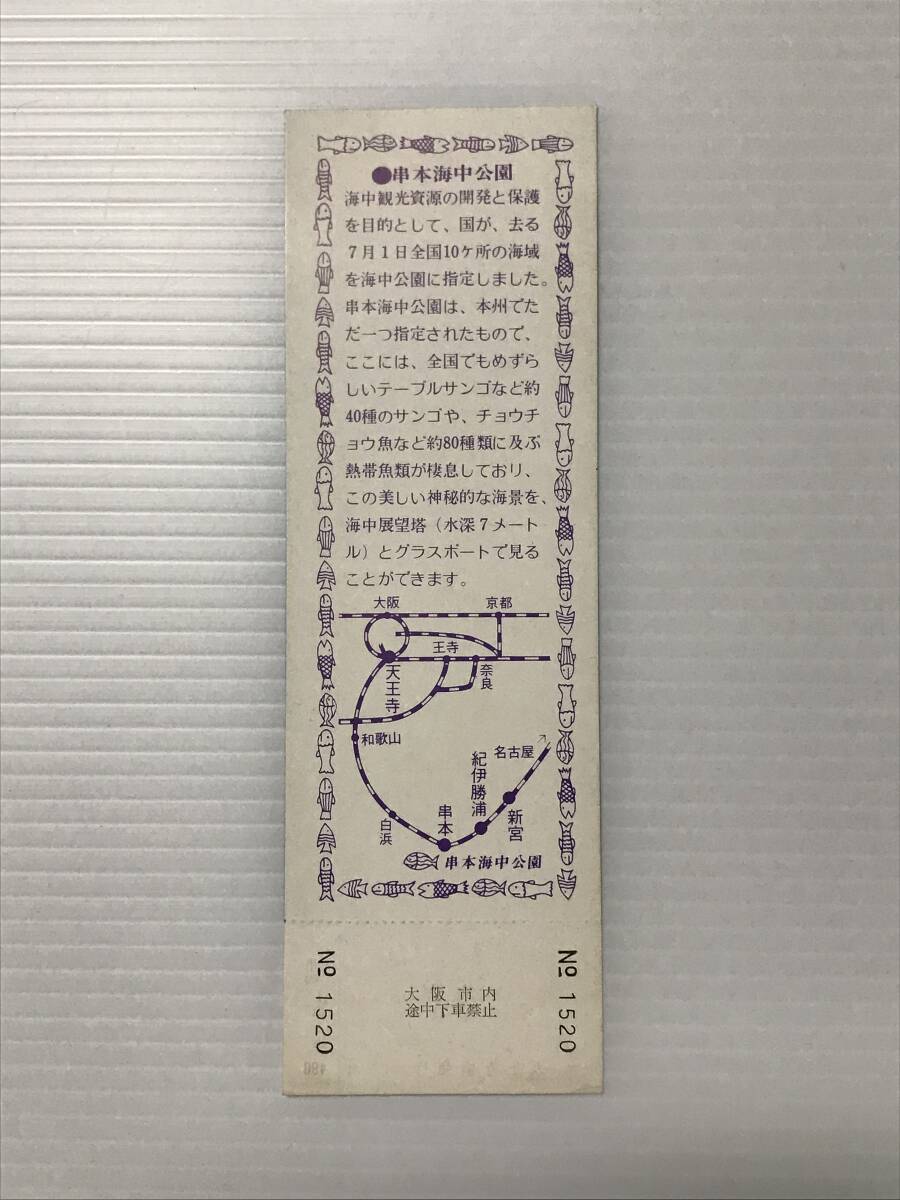 ●串本海中公園
海中観光資源の開発と保護
を目的として、国が、去る
7月1日全国10ケ所の海域
を海中公園に指定しました。
串本海中公園は、本州でた
だ一つ指定されたもので、
ここには、全国でもめずら
しいテーブルサンゴなど約
40種のサンゴや、チョウチ
ョウ魚など約80種類に及ぶ
熱帯魚類が棲息しており、
この美しい神秘的な海景を、
海中展望塔（水深7メート
ル）とグラスボートで見る
ことができます。
大阪
京都
王寺
奈良
天王寺
和歌山
名古屋
紀伊勝浦
新宮
串本
白浜
串本海中公園
№ 1520
大阪市内
途中下車禁止
№ 1520